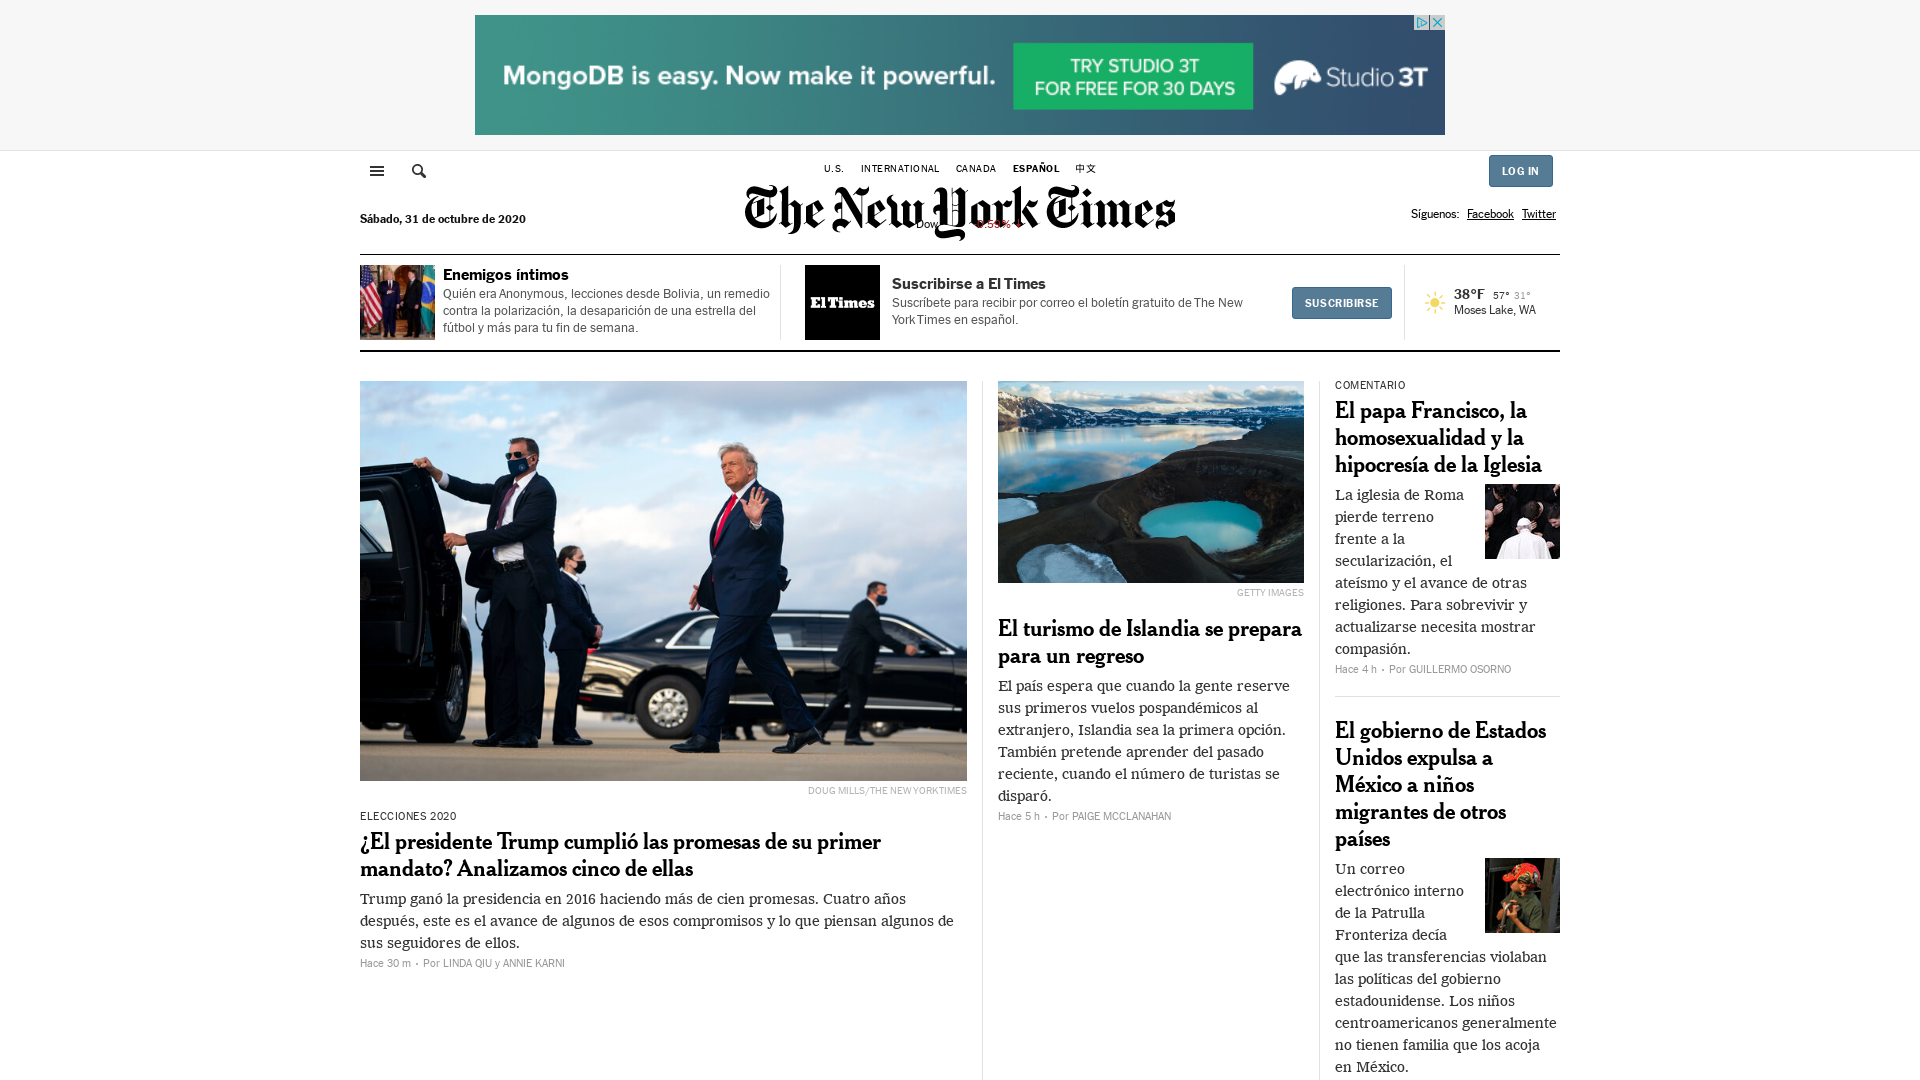 MongoDB is easy. Now make it powerful.
TRY STUDIO 3T
FOR FREE FOR 30 DAYS
Studio 3T
U.S. INTERNATIONAL CANADA ESPAÑOL 中文
LOG IN
The New York Times
Sábado, 31 de octubre de 2020
Dow
Síguenos: Facebook Twitter
Enemigos íntimos
Quién era Anonymous, lecciones desde Bolivia, un remedio
contra la polarización, la desaparición de una estrella del
fútbol y más para tu fin de semana.
El Times
Suscribirse a El Times
Suscríbete para recibir por correo el boletín gratuito de The New
York Times en español.
SUSCRIBIRSE
38°F 57° 31°
Moses Lake, WA
DOUG MILLS/THE NEW YORK TIMES
ELECCIONES 2020
¿El presidente Trump cumplió las promesas de su primer
mandato? Analizamos cinco de ellas
Trump ganó la presidencia en 2016 haciendo más de cien promesas. Cuatro años
después, este es el avance de algunos de esos compromisos y lo que piensan algunos de
sus seguidores de ellos.
Hace 30 m • Por LINDA QIU y ANNIE KARNI
GETTY IMAGES
El turismo de Islandia se prepara
para un regreso
El país espera que cuando la gente reserve
sus primeros vuelos pospandémicos al
extranjero, Islandia sea la primera opción.
También pretende aprender del pasado
reciente, cuando el número de turistas se
disparó.
Hace 5 h • Por PAIGE MCCLANAHAN
COMENTARIO
El papa Francisco, la
homosexualidad y la
hipocresía de la Iglesia
La iglesia de Roma
pierde terreno
frente a la
secularización, el
ateísmo y el avance de otras
religiones. Para sobrevivir y
actualizarse necesita mostrar
compasión.
Hace 4 h • Por GUILLERMO OSORNO
El gobierno de Estados
Unidos expulsa a
México a niños
migrantes de otros
países
Un correo
electrónico interno
de la Patrulla
Fronteriza decía
que las transferencias violaban
las políticas del gobierno
estadounidense. Los niños
centroamericanos generalmente
no tienen familia que los acoja
en México.